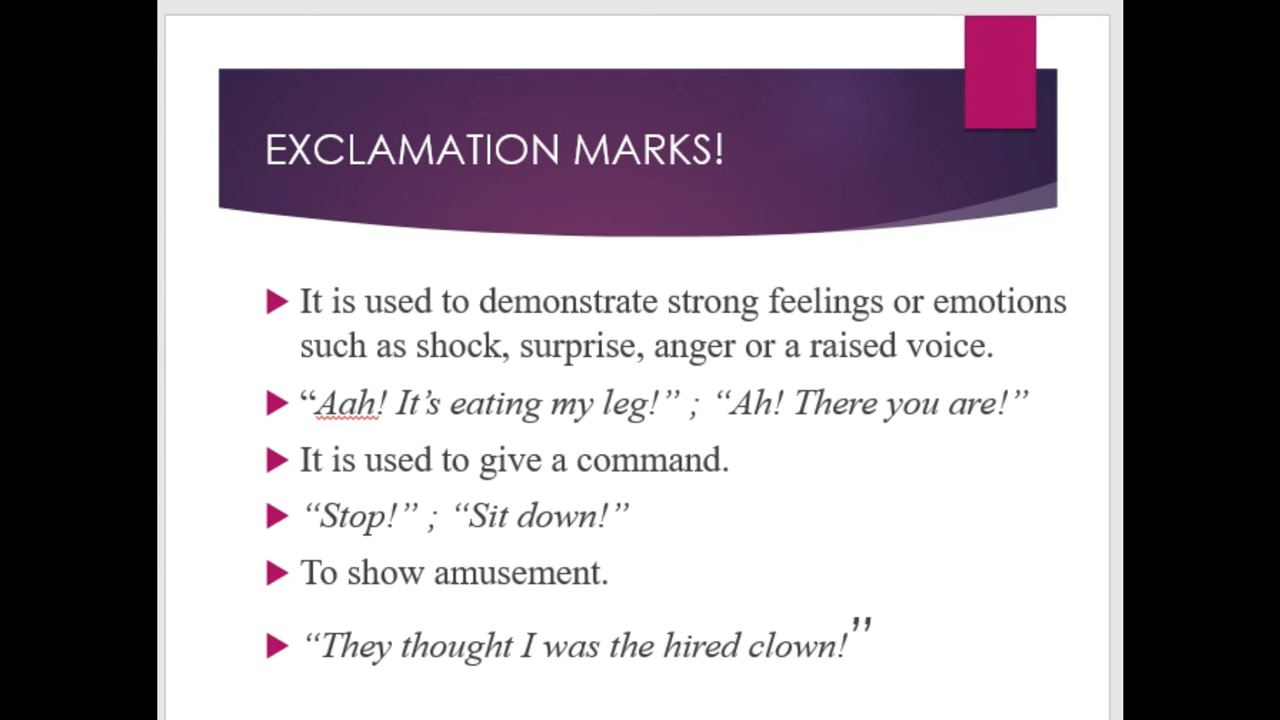 EXCLAMATION MARKS!
It is used to demonstrate strong feelings or emotions
such as shock, surprise, anger or a raised voice.
“Aah! It’s eating my leg!” ; “Ah! There you are!”
It is used to give a command.
“Stop!” ; “Sit down!”
To show amusement.
“They thought I was the hired clown!”